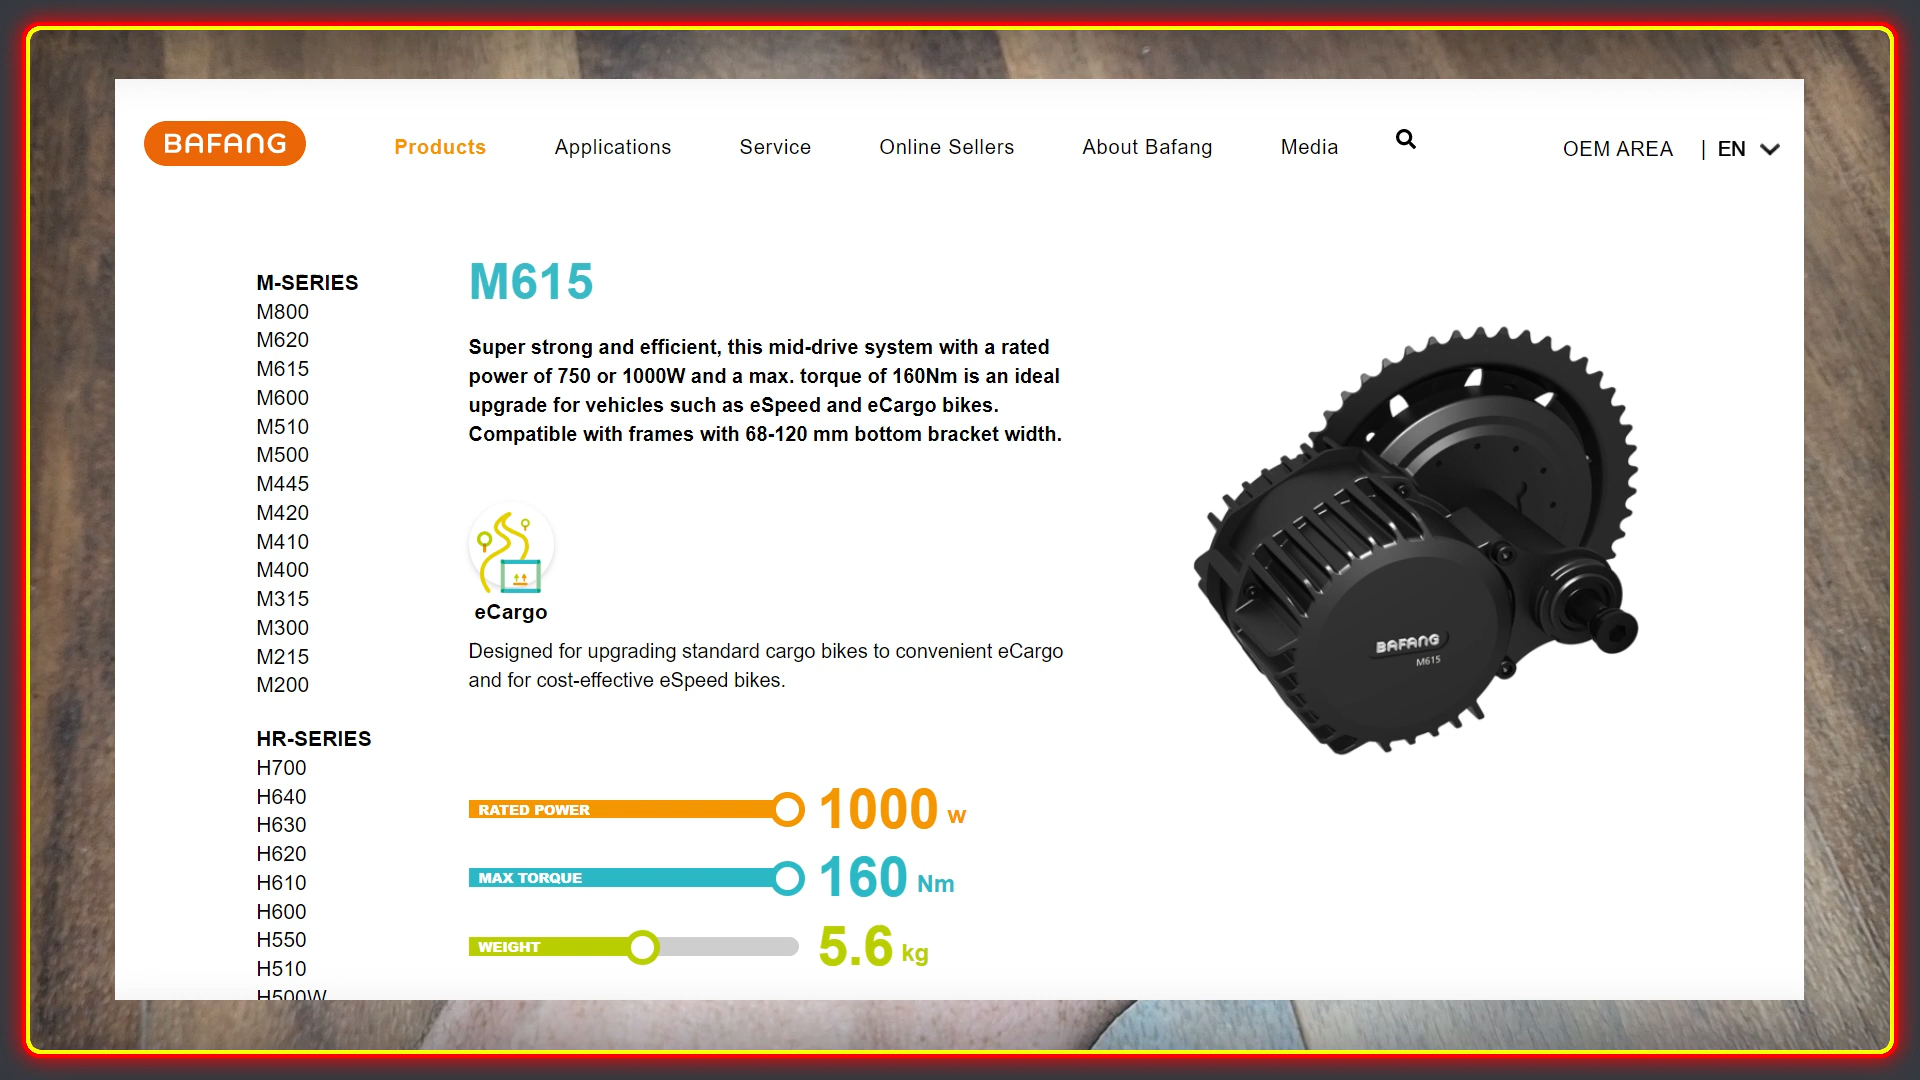 BAFANG
Products
Applications
Service
Online Sellers
About Bafang
Media
OEM AREA
| EN
M-SERIES
M800
M620
M615
M600
M510
M500
M445
M420
M410
M400
M315
M300
M215
M200
HR-SERIES
H700
H640
H630
H620
H610
H600
H550
H510
H500W
M615
Super strong and efficient, this mid-drive system with a rated
power of 750 or 1000W and a max. torque of 160Nm is an ideal
upgrade for vehicles such as eSpeed and eCargo bikes.
Compatible with frames with 68-120 mm bottom bracket width.
eCargo
Designed for upgrading standard cargo bikes to convenient eCargo
and for cost-effective eSpeed bikes.
RATED POWER 1000 w
MAX TORQUE 160 Nm
WEIGHT 5.6 kg
BAFANG
M615